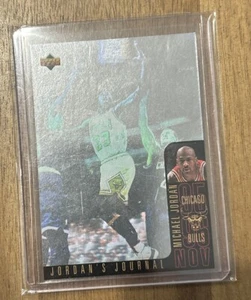 MICHAEL JORDAN
CHICAGO
BULLS
NOV
JORDAN'S JOURNAL